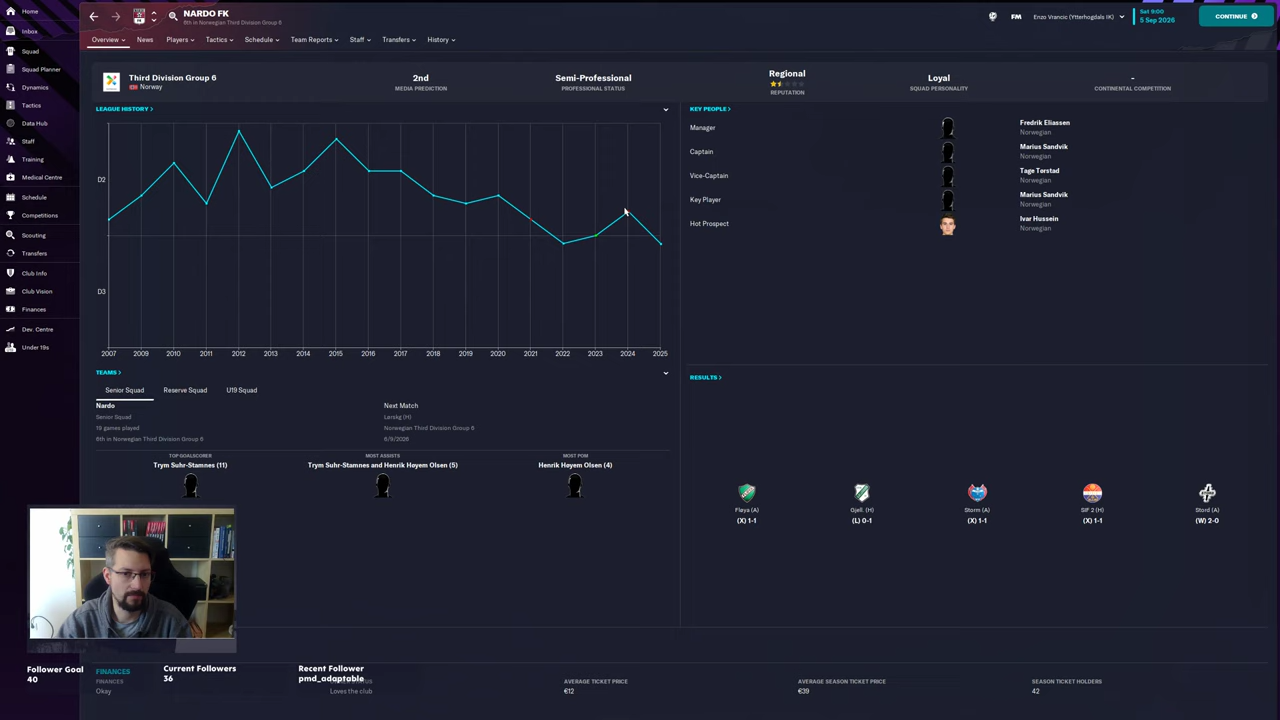 Home
Inbox
Squad
Squad Planner
Dynamics
Tactics
Data Hub
Staff
Training
Medical Centre
Schedule
Competitions
Scouting
Transfers
Club Info
Club Vision
Finances
Dev. Centre
Under 19s
NARDO FK
6th in Norwegian Third Division Group 6
FM
Enzo Vrancic (Ytterhogdals IK)
Sat 9:00
5 Sep 2026
CONTINUE
Overview
News
Players
Tactics
Schedule
Team Reports
Staff
Transfers
History
Third Division Group 6
Norway
2nd
MEDIA PREDICTION
Semi-Professional
PROFESSIONAL STATUS
Regional
REPUTATION
Loyal
SQUAD PERSONALITY
-
CONTINENTAL COMPETITION
LEAGUE HISTORY >
D2
D3
2007 2009 2010 2011 2012 2013 2014 2015 2016 2017 2018 2019 2020 2021 2022 2023 2024 2025
KEY PEOPLE >
Manager
Fredrik Eliassen
Norwegian
Captain
Marius Sandvik
Norwegian
Vice-Captain
Tage Terstad
Norwegian
Key Player
Marius Sandvik
Norwegian
Hot Prospect
Ivar Hussein
Norwegian
TEAMS >
Senior Squad
Reserve Squad
U19 Squad
Nardo
Senior Squad
19 games played
6th in Norwegian Third Division Group 6
Next Match
Lørskg (H)
Norwegian Third Division Group 6
6/9/2026
TOP GOALSCORER
Trym Suhr-Stamnes (11)
MOST ASSISTS
Trym Suhr-Stamnes and Henrik Høyem Olsen (5)
MOST POM
Henrik Høyem Olsen (4)
RESULTS >
Fløya (A)
(X) 1-1
Gjell. (H)
(L) 0-1
Storm (A)
(X) 1-1
SIF 2 (H)
(X) 1-1
Stord (A)
(W) 2-0
Follower Goal
40
Current Followers
36
Recent Follower
pmd_adaptable
FINANCES
FINANCES
Okay
Loves the club
AVERAGE TICKET PRICE
€12
AVERAGE SEASON TICKET PRICE
€39
SEASON TICKET HOLDERS
42